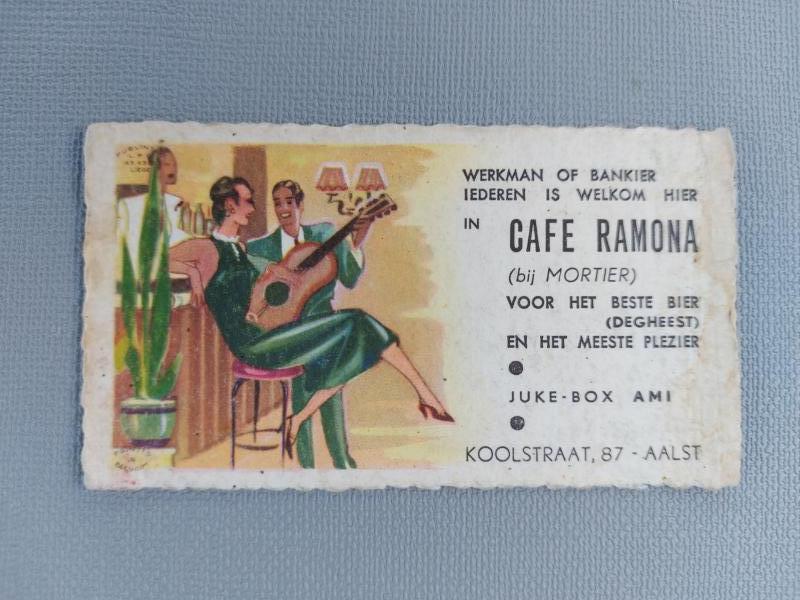 WERKMAN OF BANKIER
IEDEREN IS WELKOM HIER
IN CAFE RAMONA
(bij MORTIER)
VOOR HET BESTE BIER
(DEGHEEST)
EN HET MEESTE PLEZIER
JUKE-BOX AMI
KOOLSTRAAT, 87 - AALST